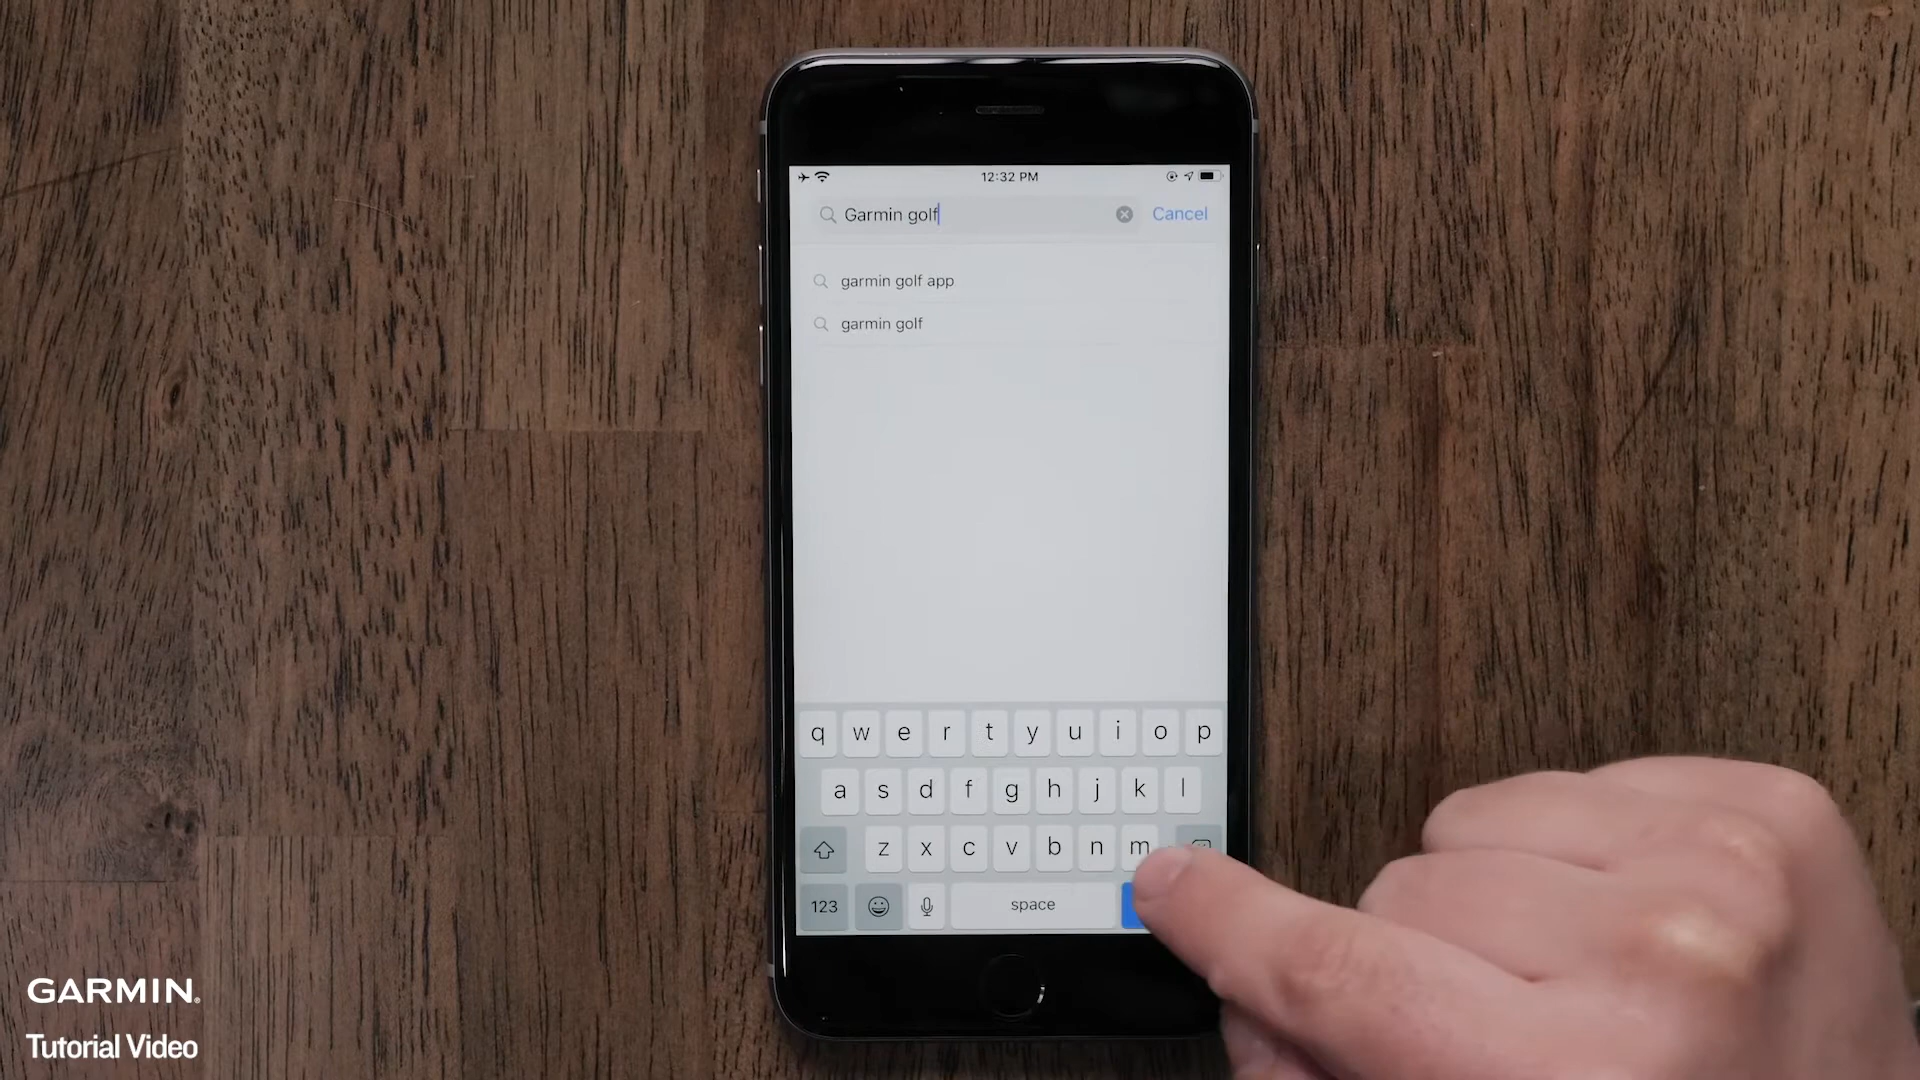 12:32 PM
Garmin golf
Cancel
garmin golf app
garmin golf
q w e r t y u i o p
a s d f g h j k l
z x c v b n m
123 space
GARMIN
Tutorial Video